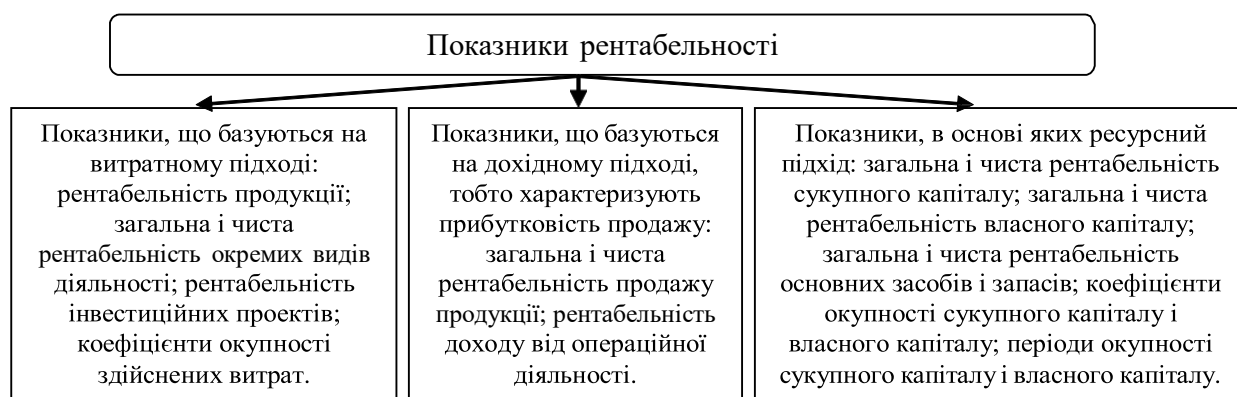 Показники рентабельності
Показники, що базуються на
витратному підході:
рентабельність продукції;
загальна і чиста
рентабельність окремих видів
діяльності; рентабельність
інвестиційних проектів;
коефіцієнти окупності
здійснених витрат.
Показники, що базуються
на дохідному підході,
тобто характеризують
прибутковість продажу:
загальна і чиста
рентабельність продажу
продукції; рентабельність
доходу від операційної
діяльності.
Показники, в основі яких ресурсний
підхід: загальна і чиста рентабельність
сукупного капіталу; загальна і чиста
рентабельність власного капіталу;
загальна і чиста рентабельність
основних засобів і запасів; коефіцієнти
окупності сукупного капіталу і
власного капіталу; періоди окупності
сукупного капіталу і власного капіталу.